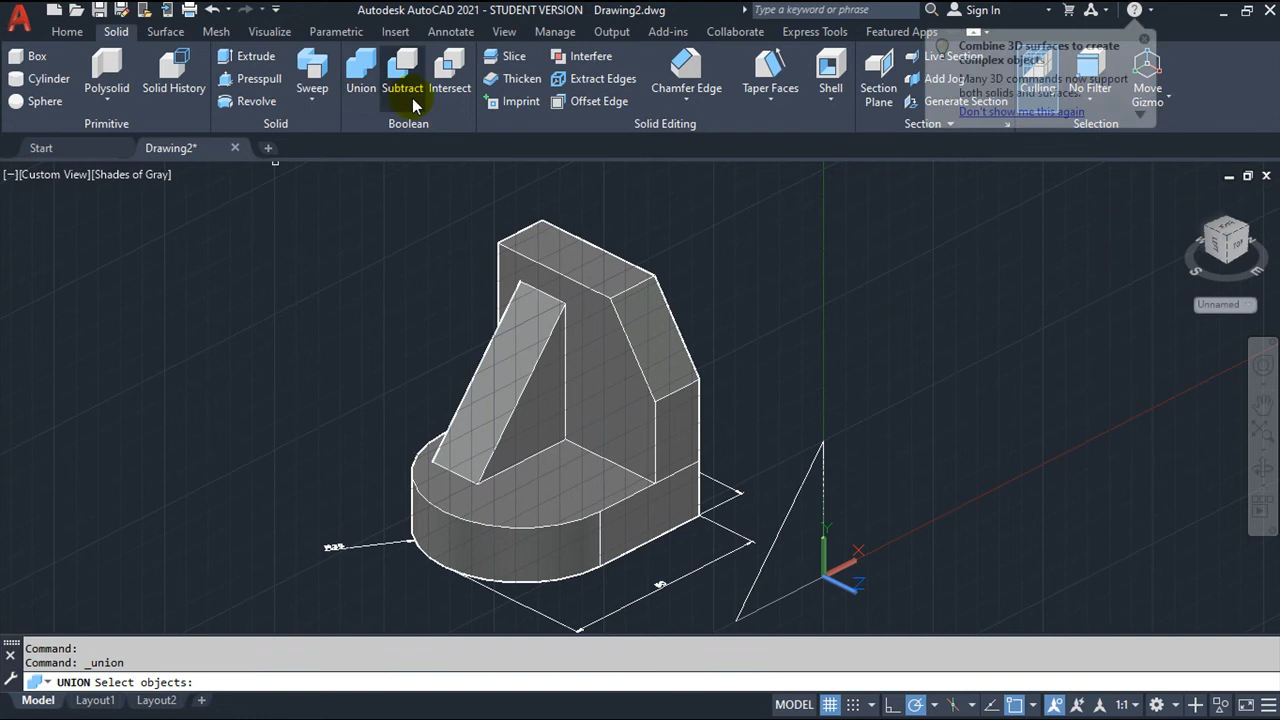 Autodesk AutoCAD 2021 - STUDENT VERSION Drawing2.dwg
Type a keyword or phrase
Sign In
Home Solid Surface Mesh Visualize Parametric Insert Annotate View Manage Output Add-ins Collaborate Express Tools Featured Apps
Box
Cylinder
Sphere
Polysolid
Solid History
Primitive
Extrude
Presspull
Revolve
Sweep
Solid
Union
Subtract
Intersect
Boolean
Slice
Thicken
Imprint
Interfere
Extract Edges
Offset Edge
Chamfer Edge
Taper Faces
Shell
Solid Editing
Section
Plane
Live Section
Add Jog
Generate Section
Section
Culling
No Filter
Move
Gizmo
Selection
Combine 3D surfaces to create
complex objects
Many 3D commands now support
both solids and surfaces.
Don't show me this again
Start
Drawing2*
[−][Custom View][Shades of Gray]
TOP
S
E
Unnamed
Y
X
Z
Command:
Command: _union
UNION Select objects:
Model Layout1 Layout2
MODEL
1:1